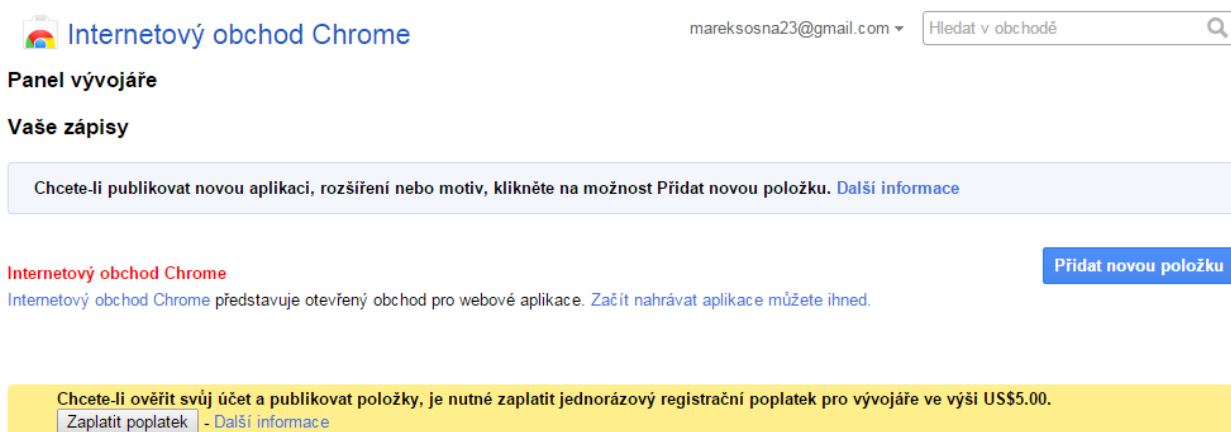 Internetový obchod Chrome
mareksosna23@gmail.com
Hledat v obchodě
Panel vývojáře
Vaše zápisy
Chcete-li publikovat novou aplikaci, rozšíření nebo motiv, klikněte na možnost Přidat novou položku. Další informace
Přidat novou položku
Internetový obchod Chrome
Internetový obchod Chrome představuje otevřený obchod pro webové aplikace. Začít nahrávat aplikace můžete ihned.
Chcete-li ověřit svůj účet a publikovat položky, je nutné zaplatit jednorázový registrační poplatek pro vývojáře ve výši US$5.00.
Zaplatit poplatek - Další informace